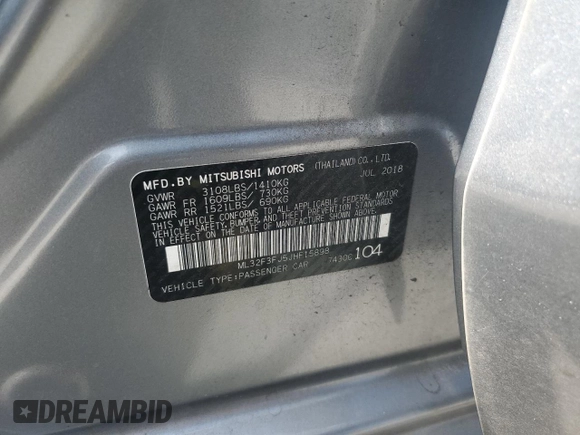 MFD.BY MITSUBISHI MOTORS (THAILAND) CO., LTD.
GVWR 3108LBS/1410KG JUL 2018
GAWR FR 1609LBS/ 730KG
GAWR RR 1521LBS/ 690KG
THIS VEHICLE CONFORMS TO ALL APPLICABLE FEDERAL MOTOR
VEHICLE SAFETY, BUMPER, AND THEFT PREVENTION STANDARDS
IN EFFECT ON THE DATE OF MANUFACTURE SHOWN ABOVE.
ML32F3FJ5JHF15898
VEHICLE TYPE:PASSENGER CAR 7430G 104
DREAMBID